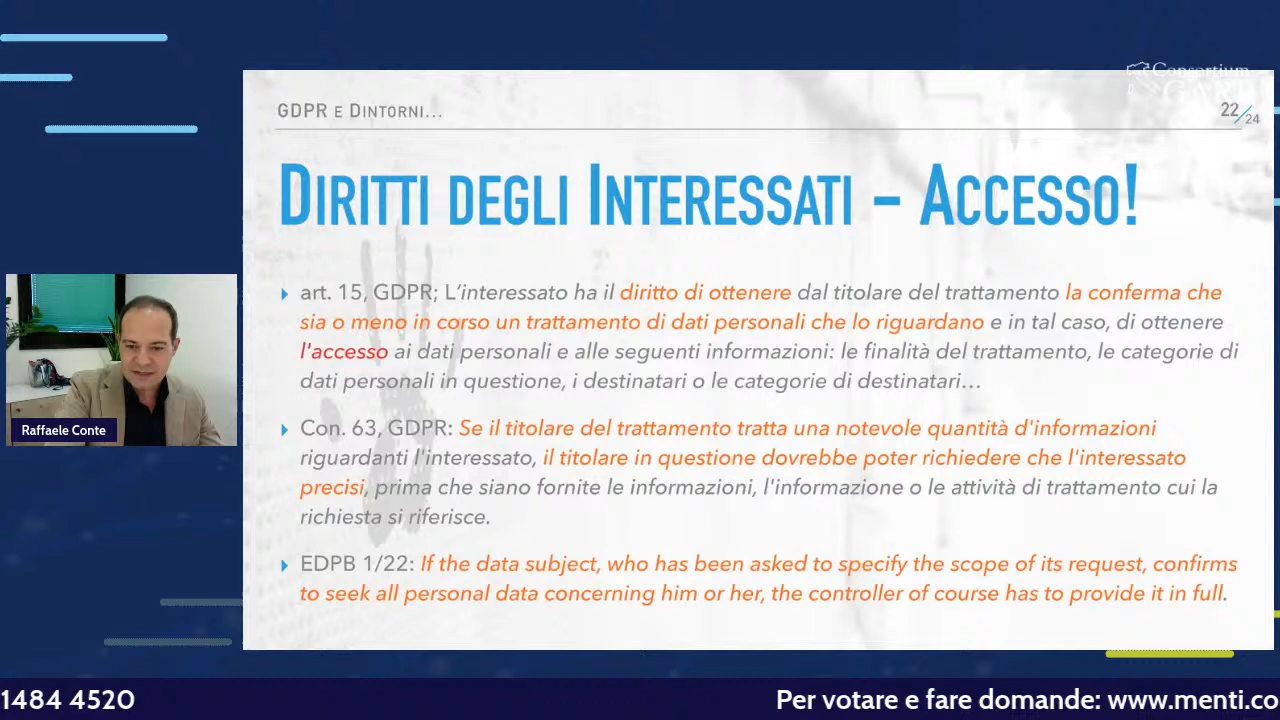 Consortium
GARR
GDPR E DINTORNI...
22/24
DIRITTI DEGLI INTERESSATI – ACCESSO!
art. 15, GDPR; L'interessato ha il diritto di ottenere dal titolare del trattamento la conferma che
sia o meno in corso un trattamento di dati personali che lo riguardano e in tal caso, di ottenere
l'accesso ai dati personali e alle seguenti informazioni: le finalità del trattamento, le categorie di
dati personali in questione, i destinatari o le categorie di destinatari...
Con. 63, GDPR: Se il titolare del trattamento tratta una notevole quantità d'informazioni
riguardanti l'interessato, il titolare in questione dovrebbe poter richiedere che l'interessato
precisi, prima che siano fornite le informazioni, l'informazione o le attività di trattamento cui la
richiesta si riferisce.
EDPB 1/22: If the data subject, who has been asked to specify the scope of its request, confirms
to seek all personal data concerning him or her, the controller of course has to provide it in full.
Raffaele Conte
1484 4520
Per votare e fare domande: www.menti.co